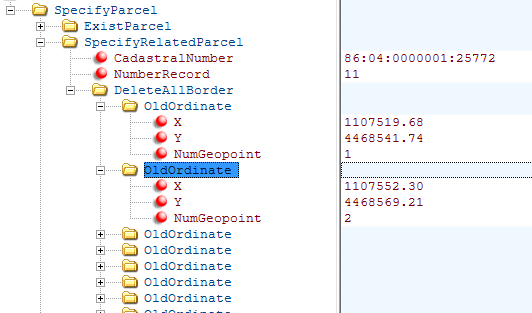 SpecifyParcel
ExistParcel
SpecifyRelatedParcel
CadastralNumber 86:04:0000001:25772
NumberRecord 11
DeleteAllBorder
OldOrdinate
X 1107519.68
Y 4468541.74
NumGeopoint 1
OldOrdinate
X 1107552.30
Y 4468569.21
NumGeopoint 2
OldOrdinate
OldOrdinate
OldOrdinate
OldOrdinate
OldOrdinate
OldOrdinate